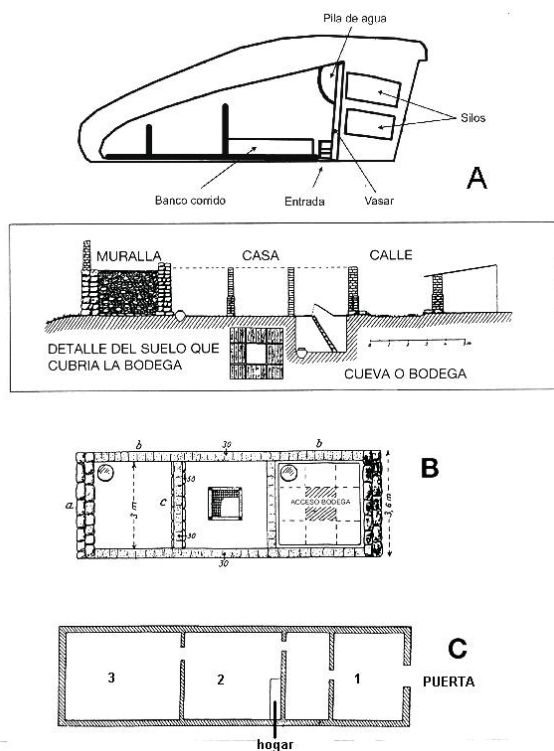 Pila de agua
Silos
Banco corrido
Entrada
Vasar
A
MURALLA CASA CALLE
DETALLE DEL SUELO QUE
CUBRIA LA BODEGA
CUEVA O BODEGA
b 30 b
B
a 3 m c 30 30 ACCESO BODEGA 3,6 m
30
C
3 2 1 PUERTA
hogar